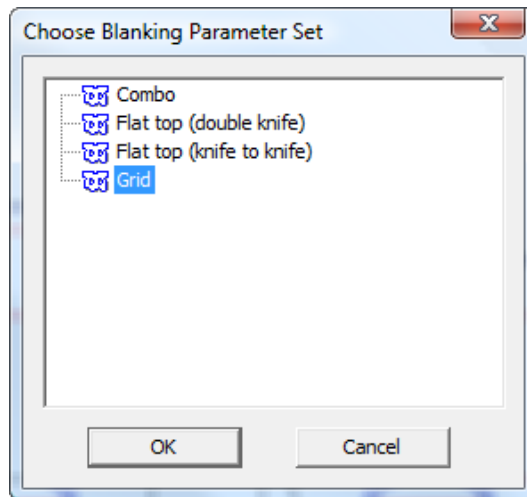 Choose Blanking Parameter Set
Combo
Flat top (double knife)
Flat top (knife to knife)
Grid
OK
Cancel